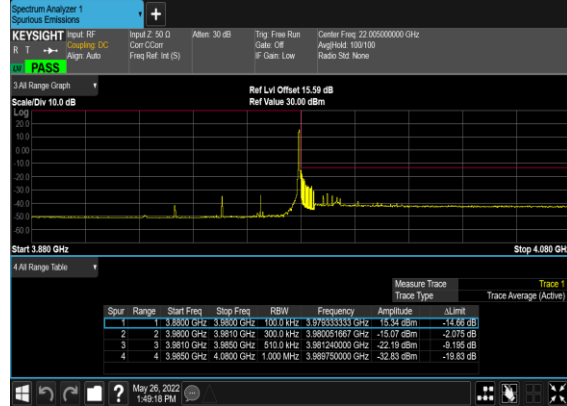 Spectrum Analyzer 1
Spurious Emissions
KEYSIGHT Input: RF Input Z: 50 Ω Atten: 30 dB Trig: Free Run Center Freq: 22.005000000 GHz
R T Coupling: DC Corr CCorr Gate: Off Avg|Hold: 100/100
Align: Auto Freq Ref: Int (S) IF Gain: Low Radio Std: None
PASS
3 All Range Graph Ref Lvl Offset 15.59 dB
Scale/Div 10.0 dB Ref Value 30.00 dBm
Log
20.0
10.0
0.00
-10.0
-20.0
-30.0
-40.0
-50.0
-60.0
Start 3.880 GHz Stop 4.080 GHz
4 All Range Table
Measure Trace Trace 1
Trace Type Trace Average (Active)
Spur Range Start Freq Stop Freq RBW Frequency Amplitude ΔLimit
1 1 3.8800 GHz 3.9800 GHz 100.0 kHz 3.979333333 GHz 15.34 dBm -14.66 dB
2 2 3.9800 GHz 3.9810 GHz 300.0 kHz 3.980051667 GHz -15.07 dBm -2.075 dB
3 3 3.9810 GHz 3.9850 GHz 510.0 kHz 3.981240000 GHz -22.19 dBm -9.195 dB
4 4 3.9850 GHz 4.0800 GHz 1.000 MHz 3.989750000 GHz -32.83 dBm -19.83 dB
May 26, 2022
1:49:18 PM